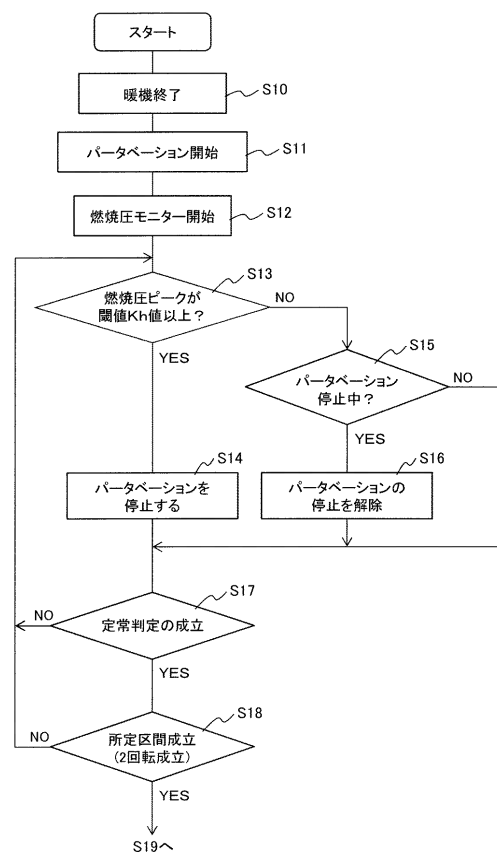 スタート
暖機終了
S10
パータベーション開始
S11
燃焼圧モニター開始
S12
燃焼圧ピークが
閾値Kh値以上？
S13
NO
YES
パータベーション
停止中？
S15
NO
YES
パータベーションを
停止する
S14
パータベーションの
停止を解除
S16
定常判定の成立
S17
NO
YES
所定区間成立
(2回転成立)
S18
NO
YES
S19へ